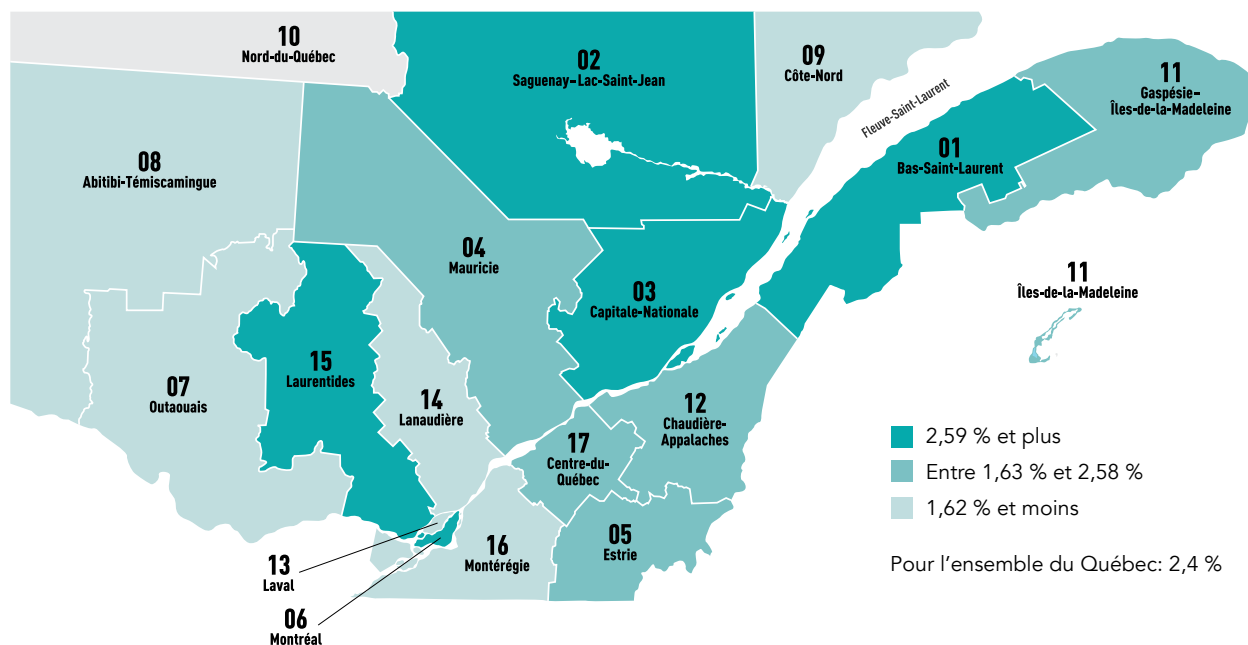 10
Nord-du-Québec
02
Saguenay–Lac-Saint-Jean
09
Côte-Nord
11
Gaspésie–
Îles-de-la-Madeleine
Fleuve-Saint-Laurent
01
Bas-Saint-Laurent
08
Abitibi-Témiscamingue
04
Mauricie
03
Capitale-Nationale
11
Îles-de-la-Madeleine
15
Laurentides
07
Outaouais
14
Lanaudière
12
Chaudière-
Appalaches
17
Centre-du-
Québec
05
Estrie
16
Montérégie
13
Laval
06
Montréal
2,59 % et plus
Entre 1,63 % et 2,58 %
1,62 % et moins
Pour l'ensemble du Québec: 2,4 %